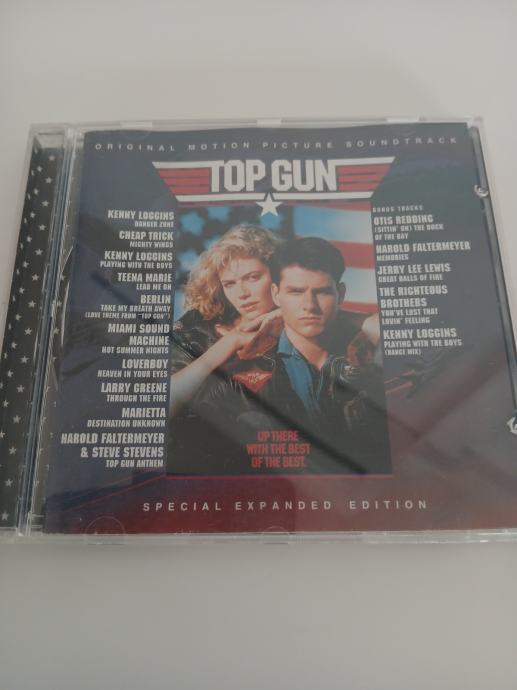 ORIGINAL MOTION PICTURE SOUNDTRACK
TOP GUN
KENNY LOGGINS
DANGER ZONE
CHEAP TRICK
MIGHTY WINGS
KENNY LOGGINS
PLAYING WITH THE BOYS
TEENA MARIE
LEAD ME ON
BERLIN
TAKE MY BREATH AWAY
(LOVE THEME FROM "TOP GUN")
MIAMI SOUND
MACHINE
HOT SUMMER NIGHTS
LOVERBOY
HEAVEN IN YOUR EYES
LARRY GREENE
THROUGH THE FIRE
MARIETTA
DESTINATION UNKNOWN
HAROLD FALTERMEYER
& STEVE STEVENS
TOP GUN ANTHEM
BONUS TRACKS
OTIS REDDING
(SITTIN' ON) THE DOCK
OF THE BAY
HAROLD FALTERMEYER
MEMORIES
JERRY LEE LEWIS
GREAT BALLS OF FIRE
THE RIGHTEOUS
BROTHERS
YOU'VE LOST THAT
LOVIN' FEELING
KENNY LOGGINS
PLAYING WITH THE BOYS
(DANCE MIX)
UP THERE
WITH THE BEST
OF THE BEST.
SPECIAL EXPANDED EDITION